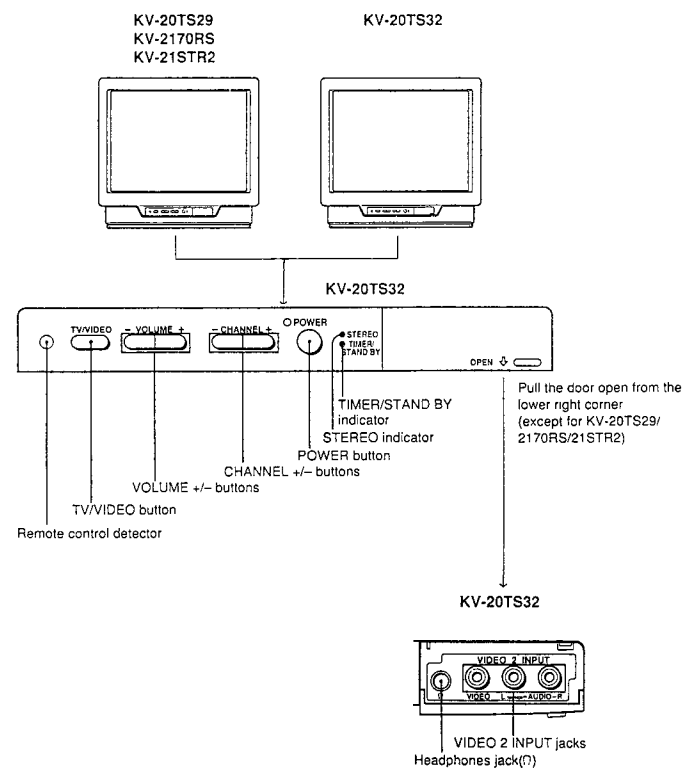 KV-20TS29
KV-2170RS
KV-21STR2
KV-20TS32
KV-20TS32
TV/VIDEO
– VOLUME +
– CHANNEL +
POWER
STEREO
TIMER/
STAND BY
OPEN
Pull the door open from the
lower right corner
(except for KV-20TS29/
2170RS/21STR2)
TIMER/STAND BY
indicator
STEREO indicator
POWER button
CHANNEL +/– buttons
VOLUME +/– buttons
TV/VIDEO button
Remote control detector
KV-20TS32
VIDEO 2 INPUT
VIDEO L—AUDIO-R
VIDEO 2 INPUT jacks
Headphones jack(Ω)